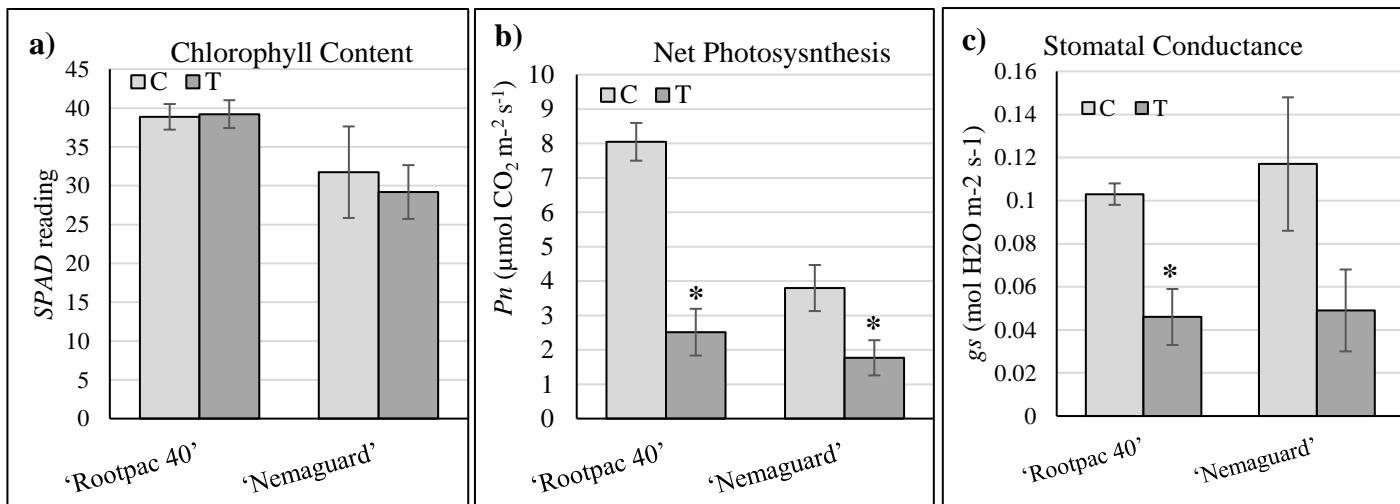 a)
Chlorophyll Content
C T
SPAD reading
45
40
35
30
25
20
15
10
5
0
‘Rootpac 40’
‘Nemaguard’
b)
Net Photosysnthesis
C T
Pn (µmol CO2 m-2 s-1)
10
9
8
7
6
5
4
3
2
1
0
*
*
‘Rootpac 40’
‘Nemaguard’
c)
Stomatal Conductance
C T
gs (mol H2O m-2 s-1)
0.16
0.14
0.12
0.1
0.08
0.06
0.04
0.02
0
*
‘Rootpac 40’
‘Nemaguard’